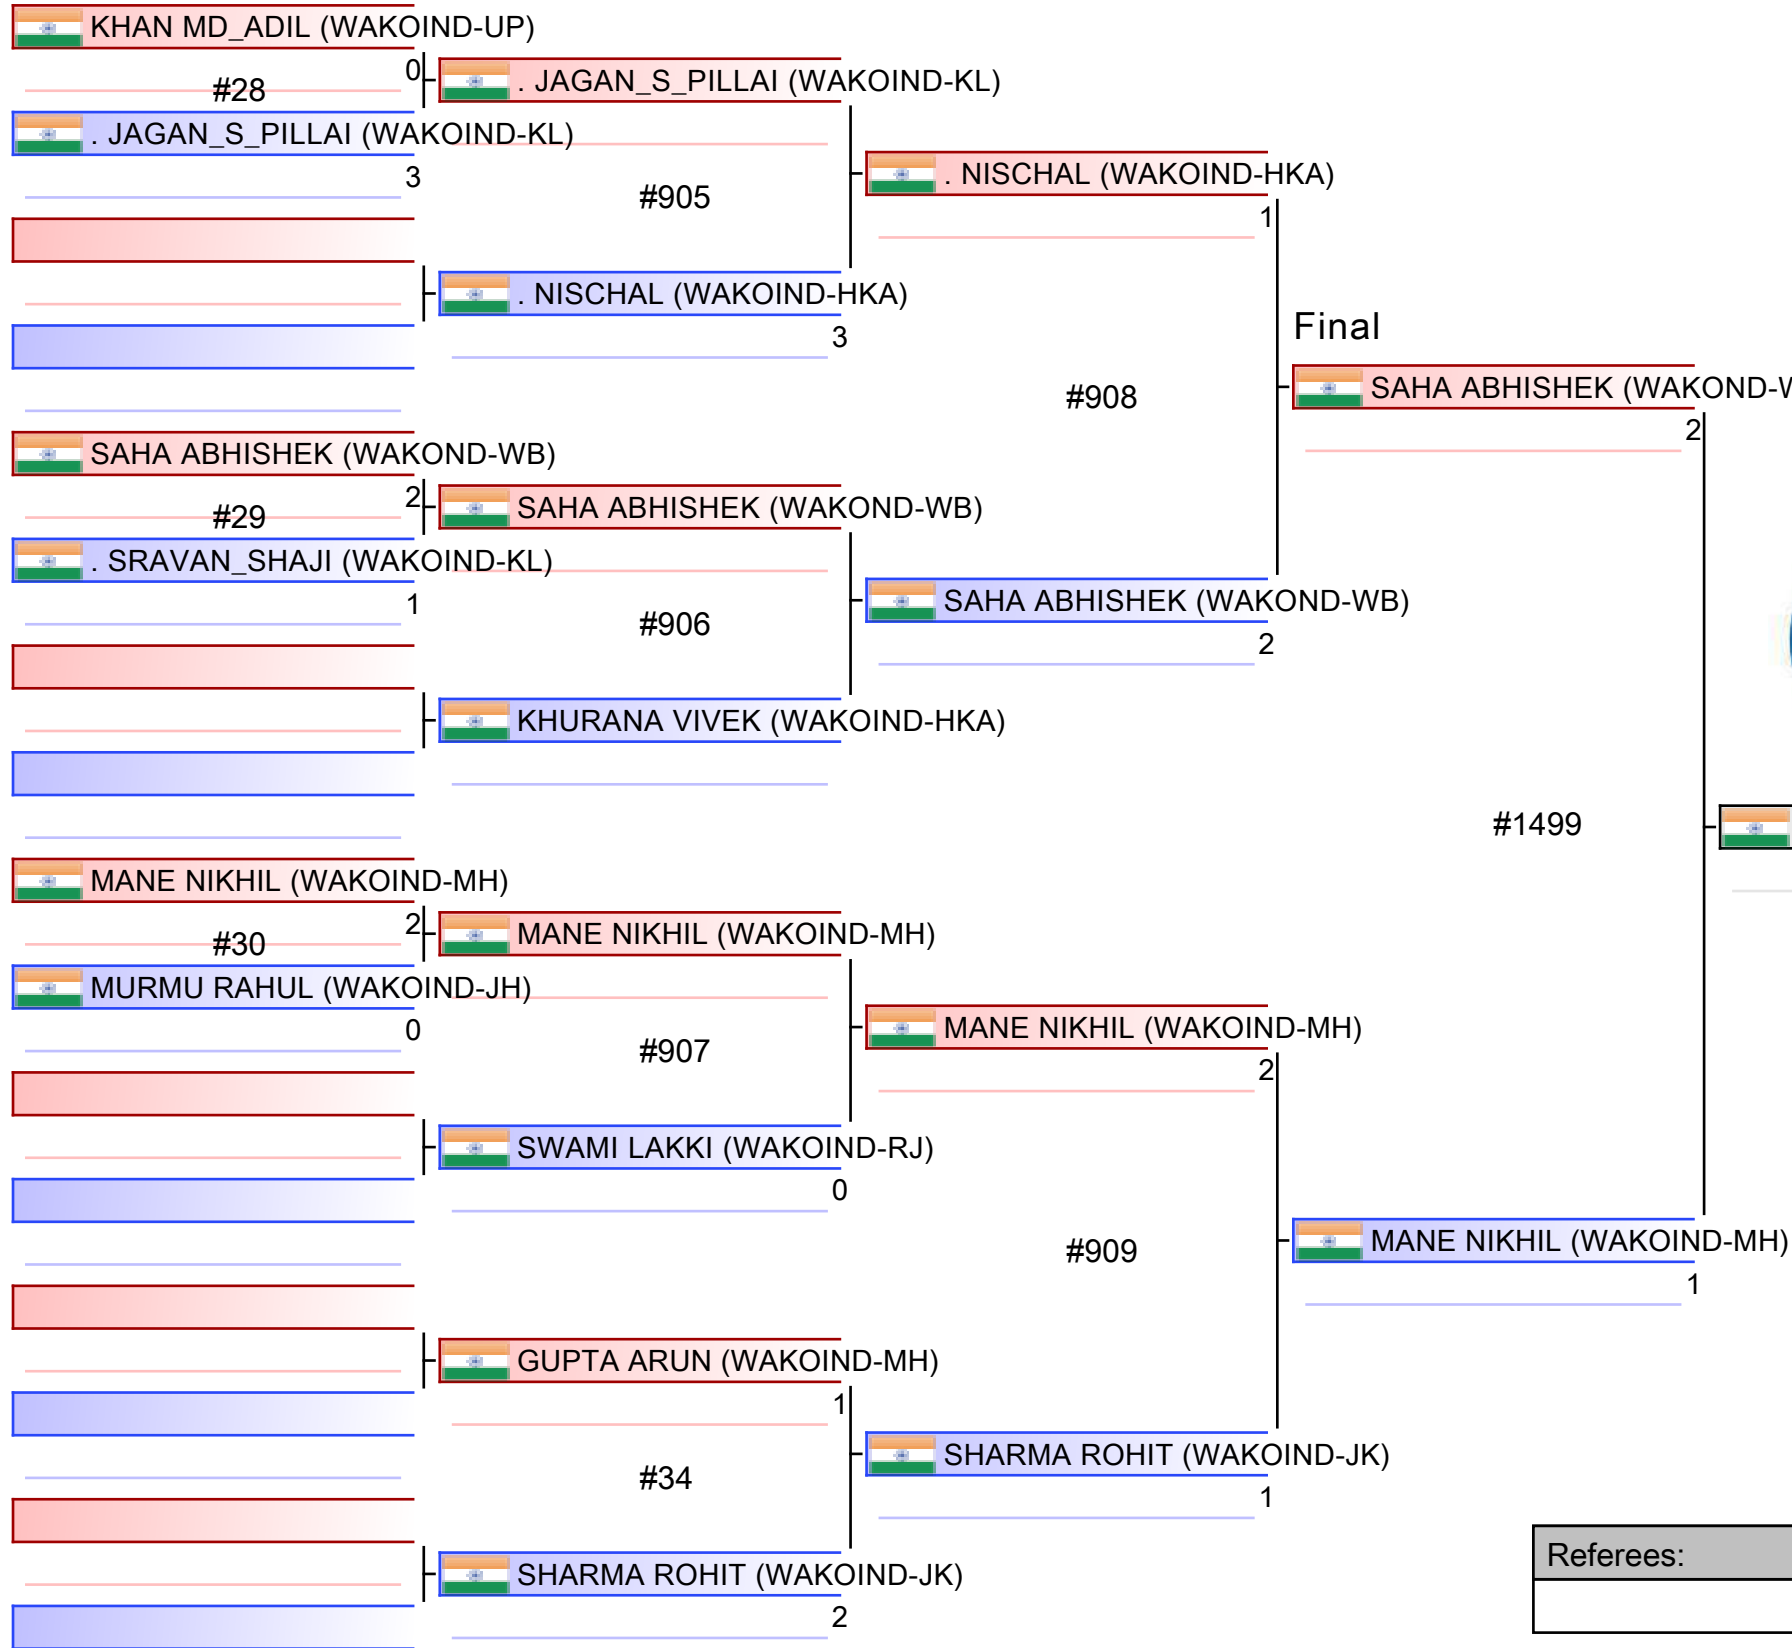 KHAN MD_ADIL (WAKOIND-UP)
0
#28
. JAGAN_S_PILLAI (WAKOIND-KL)
3
. JAGAN_S_PILLAI (WAKOIND-KL)
#905
. NISCHAL (WAKOIND-HKA)
3
. NISCHAL (WAKOIND-HKA)
1
#908
SAHA ABHISHEK (WAKOND-WB)
2
#29
. SRAVAN_SHAJI (WAKOIND-KL)
1
SAHA ABHISHEK (WAKOND-WB)
#906
KHURANA VIVEK (WAKOIND-HKA)
SAHA ABHISHEK (WAKOND-WB)
2
Final
SAHA ABHISHEK (WAKOND-W
2
#1499
MANE NIKHIL (WAKOIND-MH)
2
#30
MURMU RAHUL (WAKOIND-JH)
0
MANE NIKHIL (WAKOIND-MH)
#907
SWAMI LAKKI (WAKOIND-RJ)
0
MANE NIKHIL (WAKOIND-MH)
2
#909
MANE NIKHIL (WAKOIND-MH)
1
GUPTA ARUN (WAKOIND-MH)
1
#34
SHARMA ROHIT (WAKOIND-JK)
2
SHARMA ROHIT (WAKOIND-JK)
1
Referees: